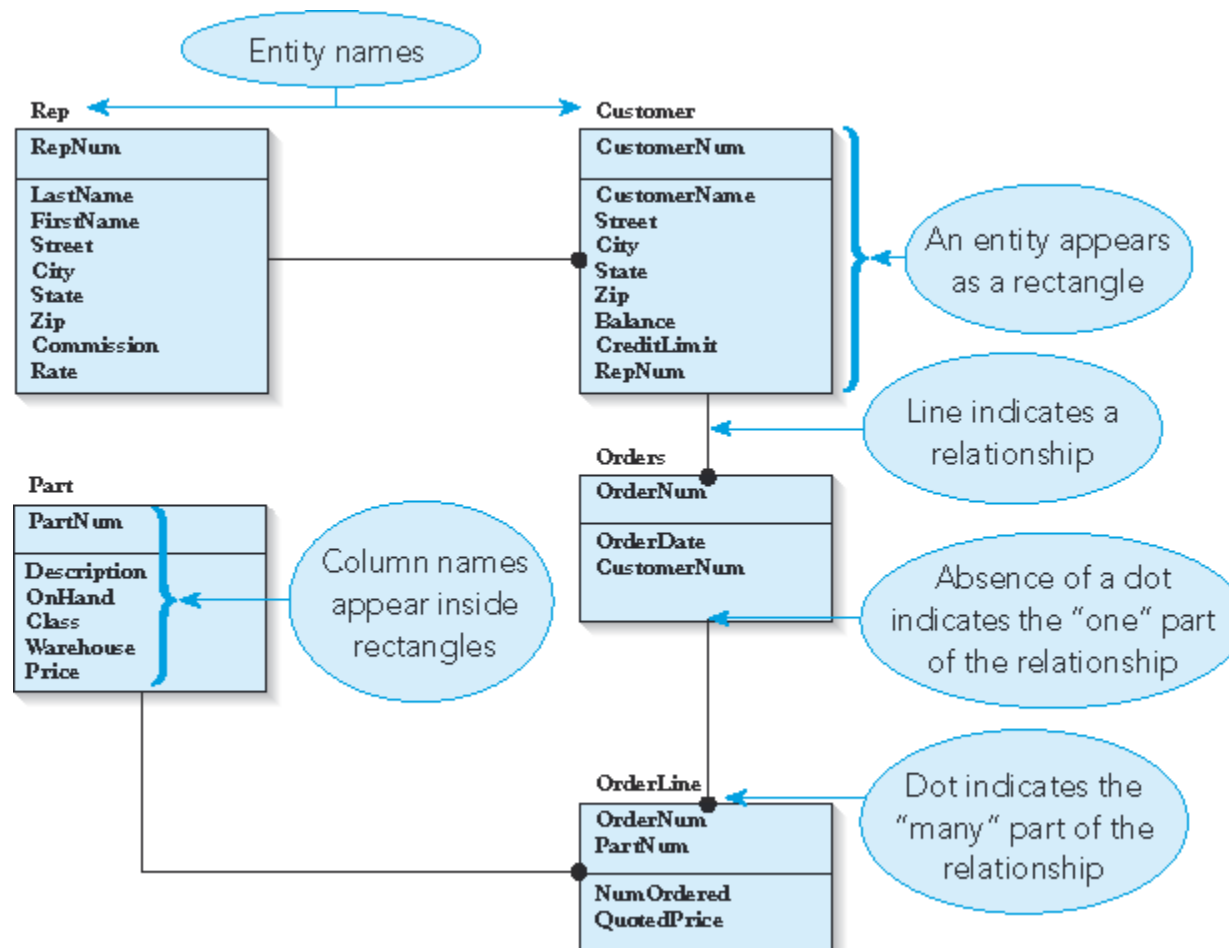 Entity names
Rep
Customer
RepNum
LastName
FirstName
Street
City
State
Zip
Commission
Rate
CustomerNum
CustomerName
Street
City
State
Zip
Balance
CreditLimit
RepNum
An entity appears
as a rectangle
Line indicates a
relationship
Orders
OrderNum
OrderDate
CustomerNum
Part
PartNum
Description
OnHand
Class
Warehouse
Price
Column names
appear inside
rectangles
Absence of a dot
indicates the “one” part
of the relationship
OrderLine
OrderNum
PartNum
NumOrdered
QuotedPrice
Dot indicates the
“many” part of the
relationship